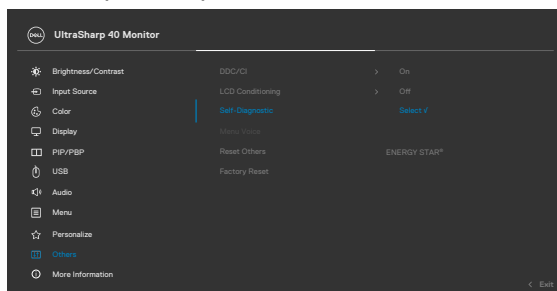 DELL UltraSharp 40 Monitor
Brightness/Contrast DDC/CI > On
Input Source LCD Conditioning > Off
Color Self-Diagnostic Select √
Display Menu Voice
PIP/PBP Reset Others ENERGY STAR®
USB Factory Reset
Audio
Menu
Personalize
Others
More Information
< Exit